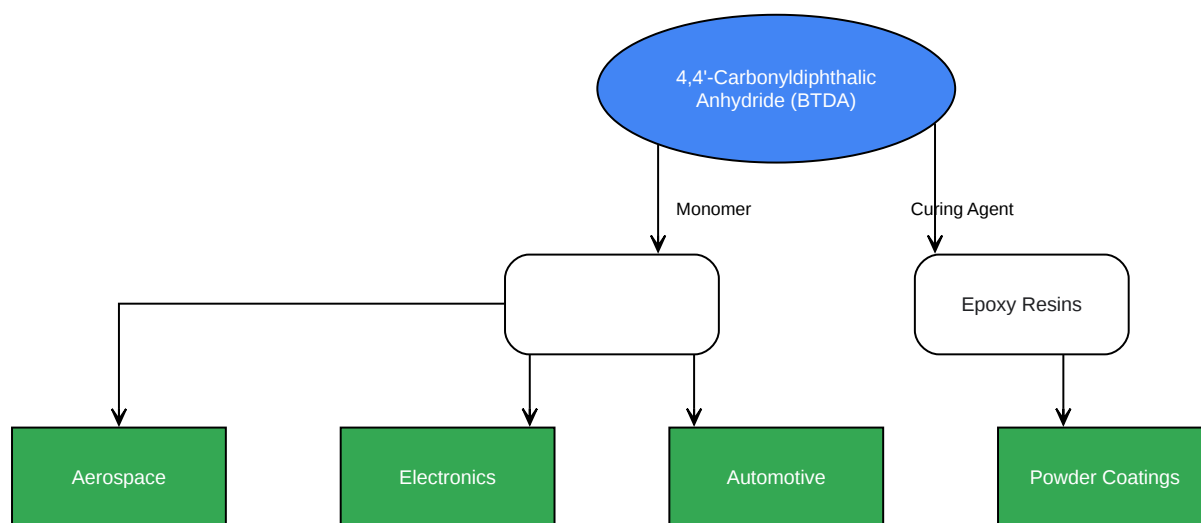 4,4'-Carbonyldiphthalic
Anhydride (BTDA)
Monomer
Curing Agent
Epoxy Resins
Aerospace
Electronics
Automotive
Powder Coatings